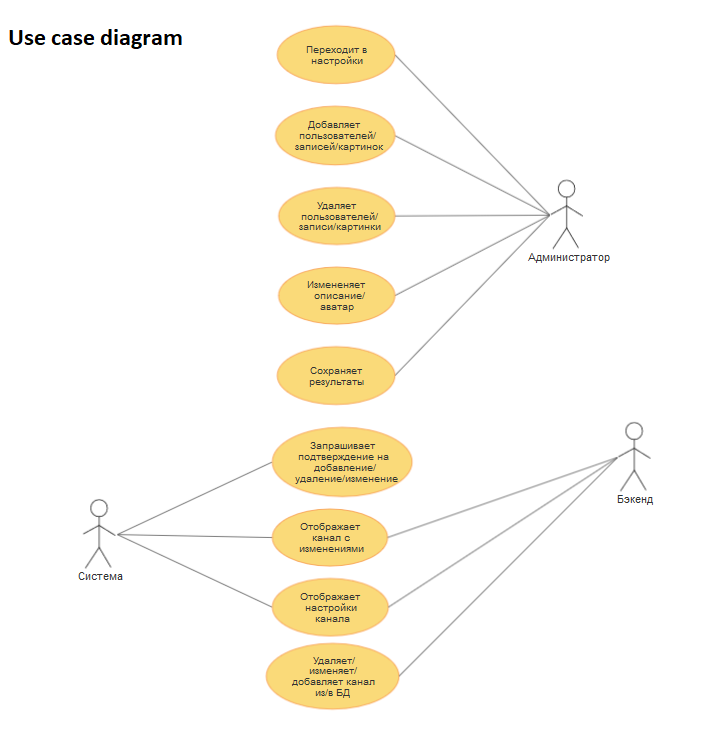 Use case diagram
Переходит в
настройки
Добавляет
пользователей/
записей/картинок
Удаляет
пользователей/
записи/картинки
Администратор
Измененяет
описание/
аватар
Сохраняет
результаты
Запрашивает
подтверждение на
добавление/
удаление/изменение
Бэкенд
Отображает
канал с
изменениями
Система
Отображает
настройки
канала
Удаляет/
изменяет/
добавляет канал
из/в БД